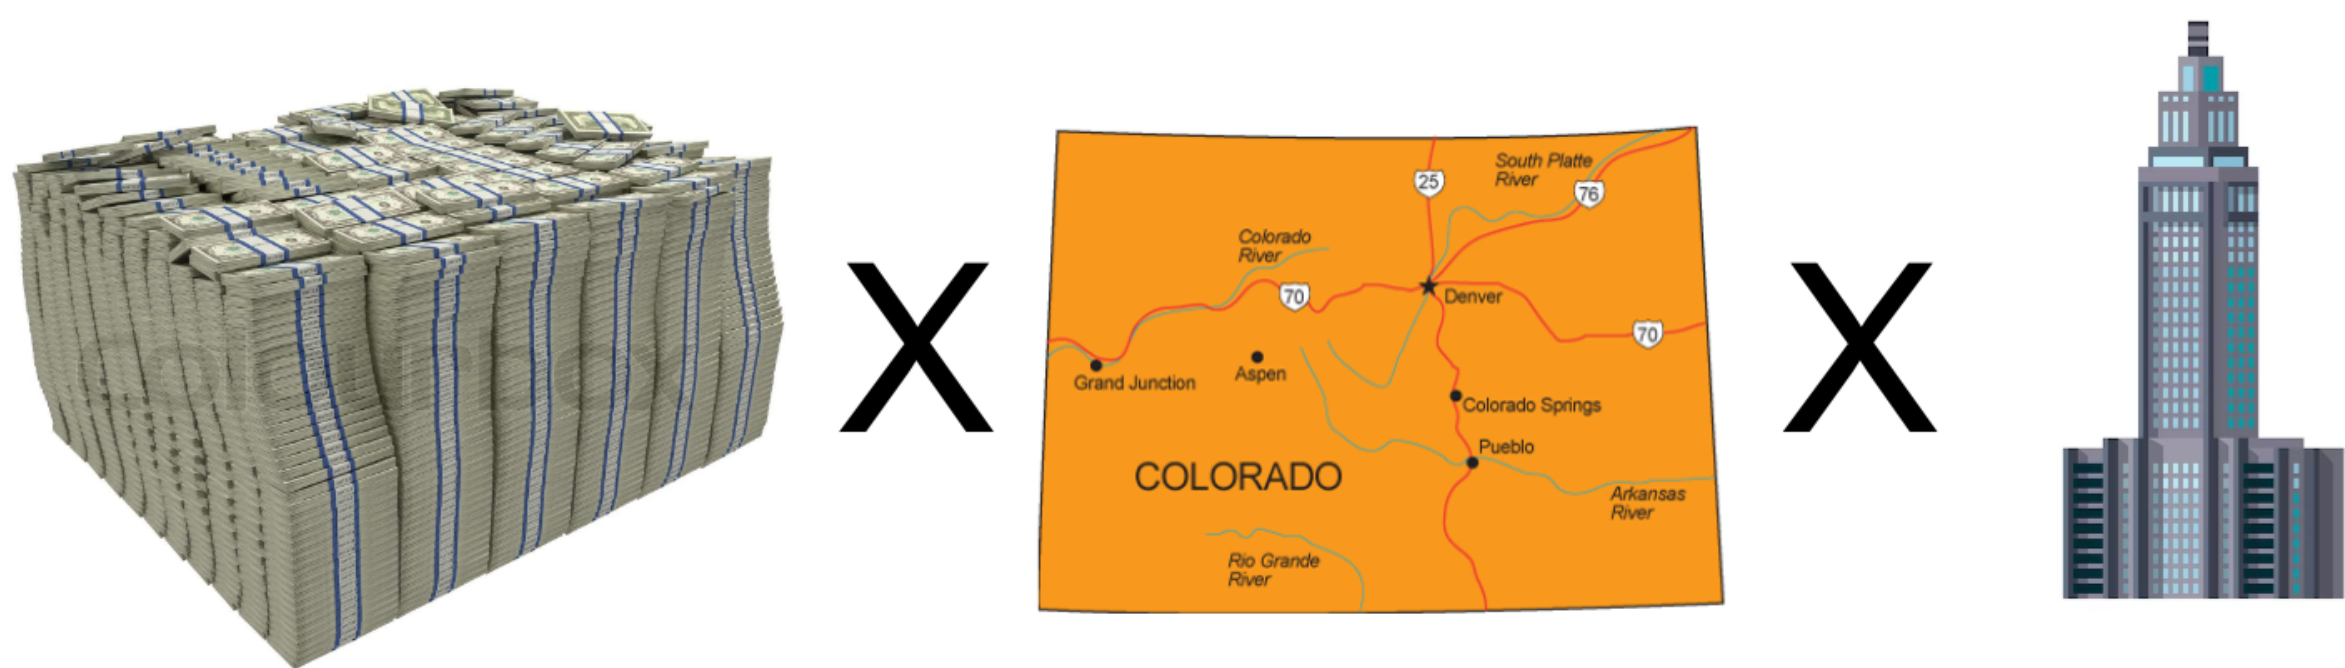 X
South Platte
River
25
76
Colorado
River
70
Denver
70
Grand Junction
Aspen
Colorado Springs
Pueblo
COLORADO
Arkansas
River
Rio Grande
River
X